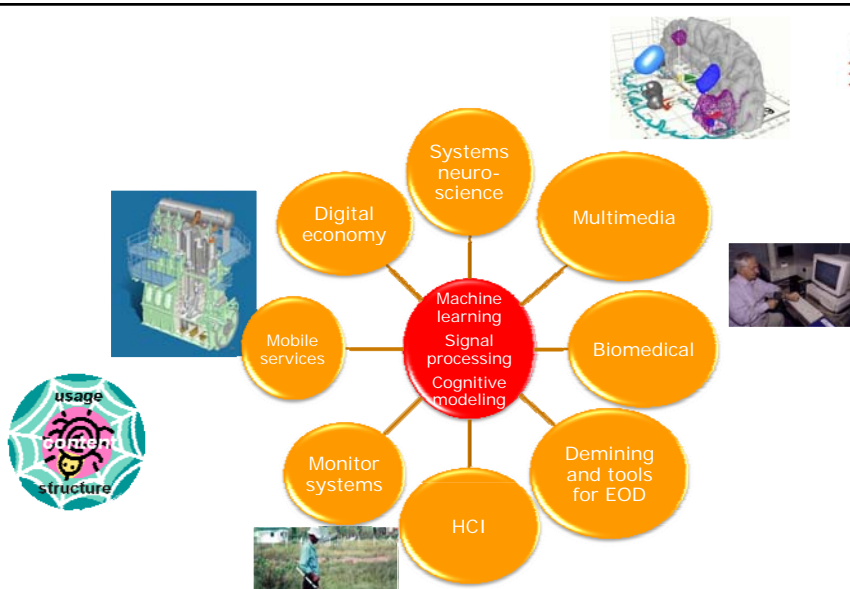 Systems
neuro-
science
Digital
economy
Multimedia
Machine
learning
Signal
processing
Cognitive
modeling
Mobile
services
Biomedical
usage
content
structure
Monitor
systems
Demining
and tools
for EOD
HCI